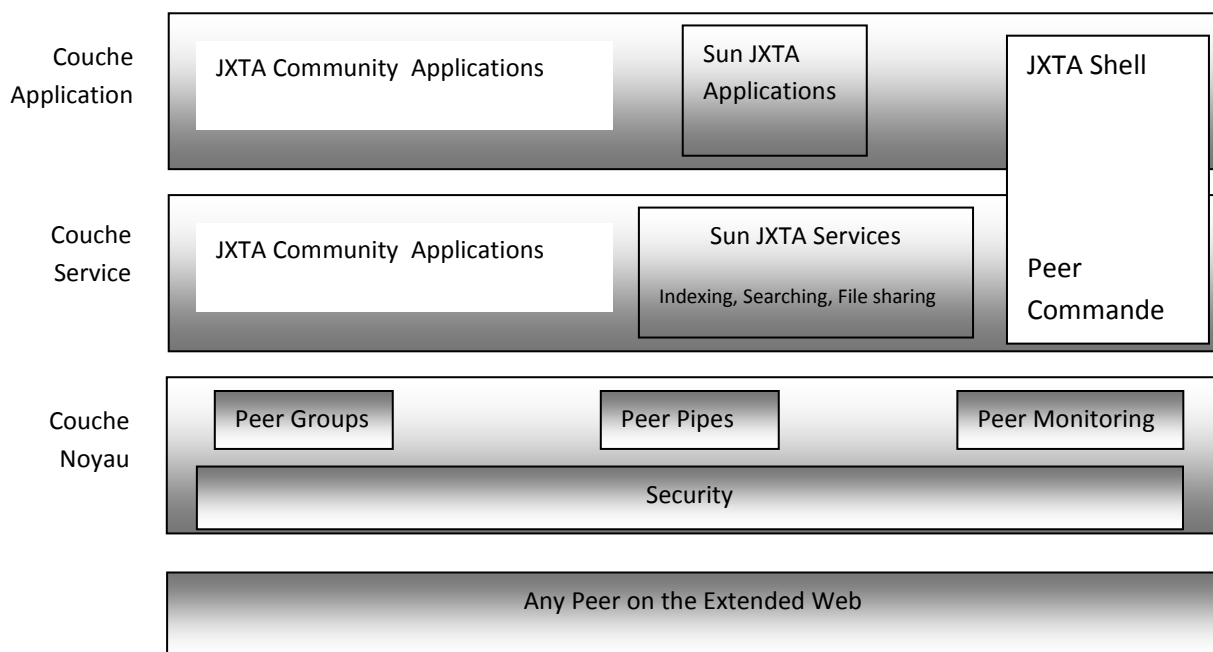 Couche
Application
JXTA Community Applications
Sun JXTA
Applications
JXTA Shell
Couche
Service
JXTA Community Applications
Sun JXTA Services
Indexing, Searching, File sharing
Peer
Commande
Couche
Noyau
Peer Groups
Peer Pipes
Peer Monitoring
Security
Any Peer on the Extended Web